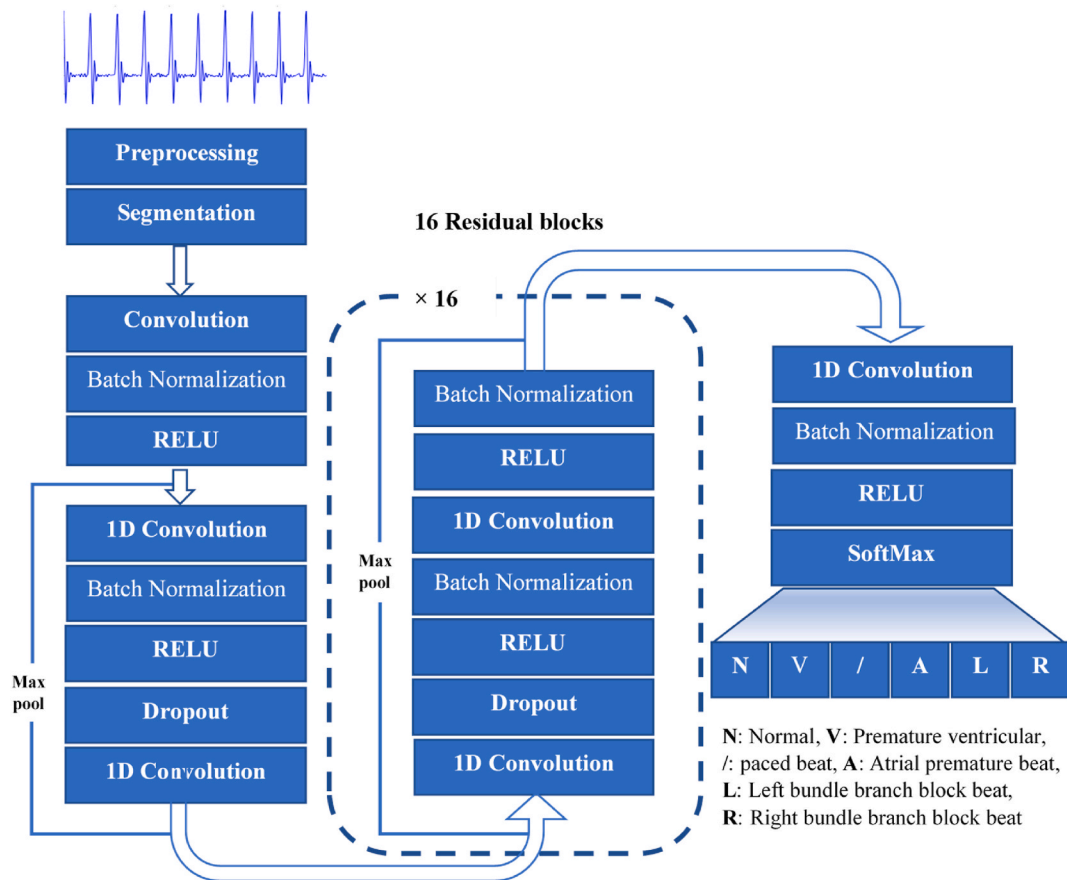 Preprocessing
Segmentation
Convolution
Batch Normalization
RELU
1D Convolution
Batch Normalization
RELU
Dropout
1D Convolution
Max
pool
16 Residual blocks
× 16
Batch Normalization
RELU
1D Convolution
Batch Normalization
RELU
Dropout
1D Convolution
Max
pool
1D Convolution
Batch Normalization
RELU
SoftMax
N V / A L R
N: Normal, V: Premature ventricular,
/: paced beat, A: Atrial premature beat,
L: Left bundle branch block beat,
R: Right bundle branch block beat